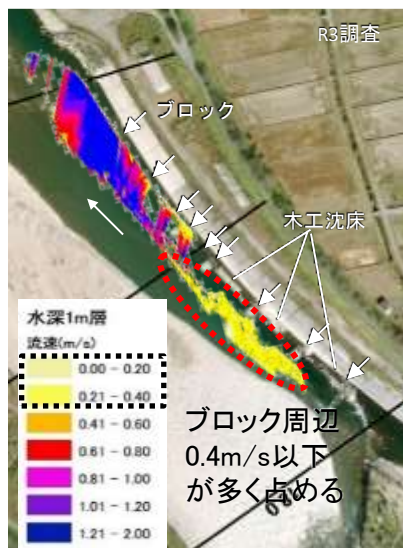 R3調査
ブロック
木工沈床
水深1m層
流速(m/s)
0.00 - 0.20
0.21 - 0.40
0.41 - 0.60
0.61 - 0.80
0.81 - 1.00
1.01 - 1.20
1.21 - 2.00
ブロック周辺
0.4m/s以下
が多く占める